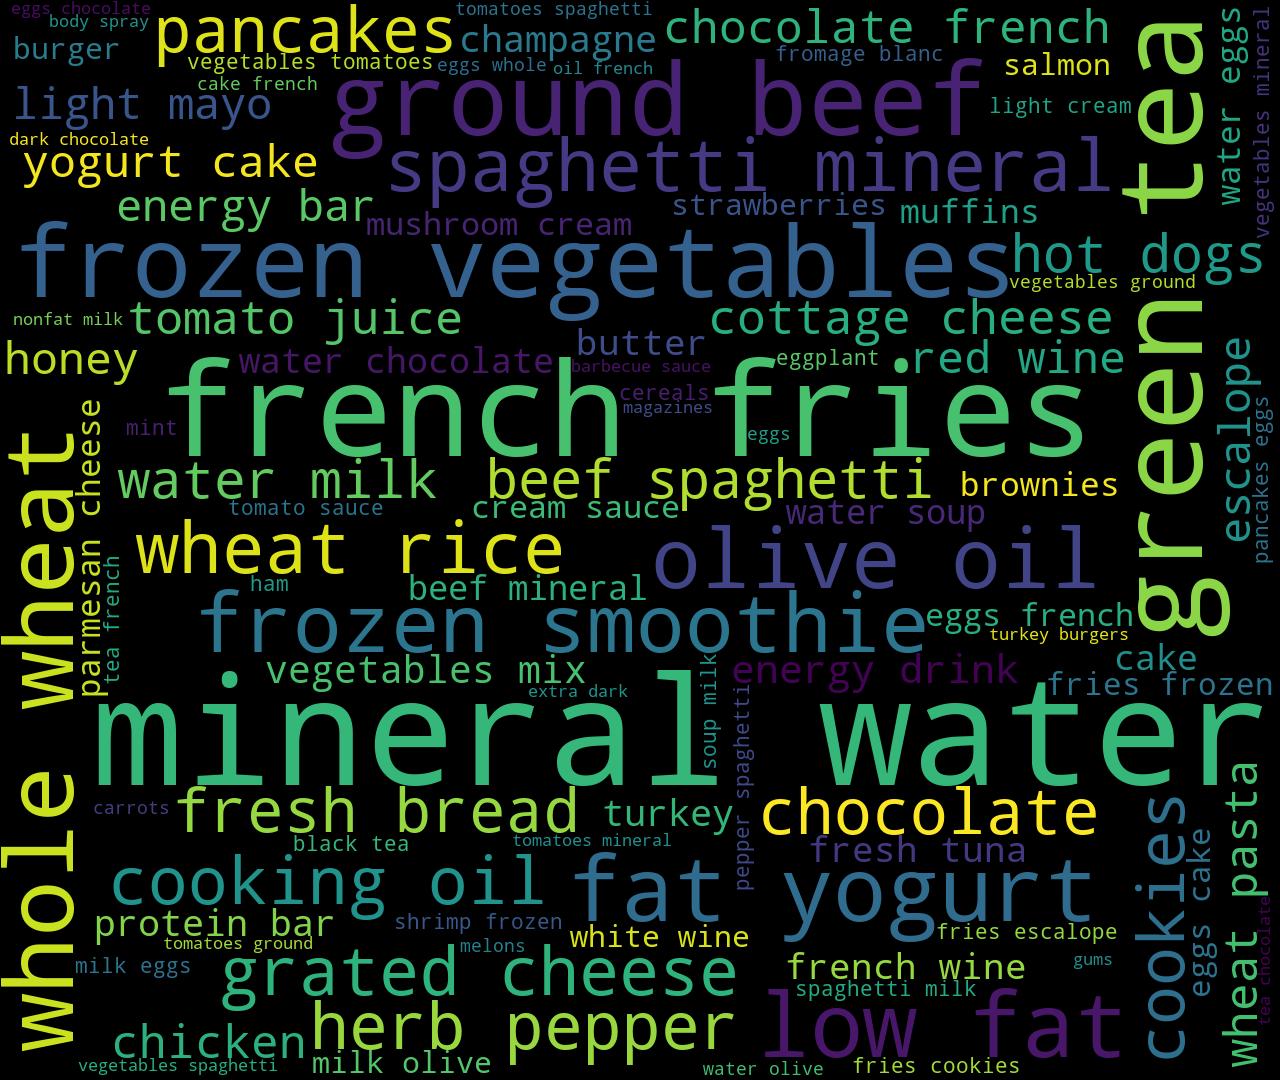 eggs chocolate
body spray
tomatoes spaghetti
burger
pancakes
champagne
chocolate french
vegetables tomatoes
eggs whole
oil french
fromage blanc
salmon
cake french
light mayo
ground beef
light cream
green tea
water eggs
vegetables mineral
dark chocolate
yogurt cake
spaghetti mineral
energy bar
mushroom cream
strawberries
muffins
frozen vegetables
hot dogs
vegetables ground
nonfat milk
tomato juice
butter
cottage cheese
honey
water chocolate
barbecue sauce
eggplant
red wine
cereals
magazines
french fries
mint
eggs
escalope
pancakes eggs
whole wheat
parmesan cheese
water milk
beef spaghetti
brownies
tomato sauce
cream sauce
water soup
wheat rice
olive oil
tea french
ham
beef mineral
frozen smoothie
eggs french
turkey burgers
vegetables mix
energy drink
cake
extra dark
soup milk
fries frozen
mineral water
pepper spaghetti
carrots
fresh bread
turkey
chocolate
cookies
wheat pasta
black tea
tomatoes mineral
fresh tuna
eggs cake
cooking oil
fat yogurt
protein bar
shrimp frozen
white wine
fries escalope
tomatoes ground
melons
tea chocolate
milk eggs
grated cheese
french wine
gums
spaghetti milk
chicken
herb pepper
low fat
vegetables spaghetti
milk olive
water olive
fries cookies